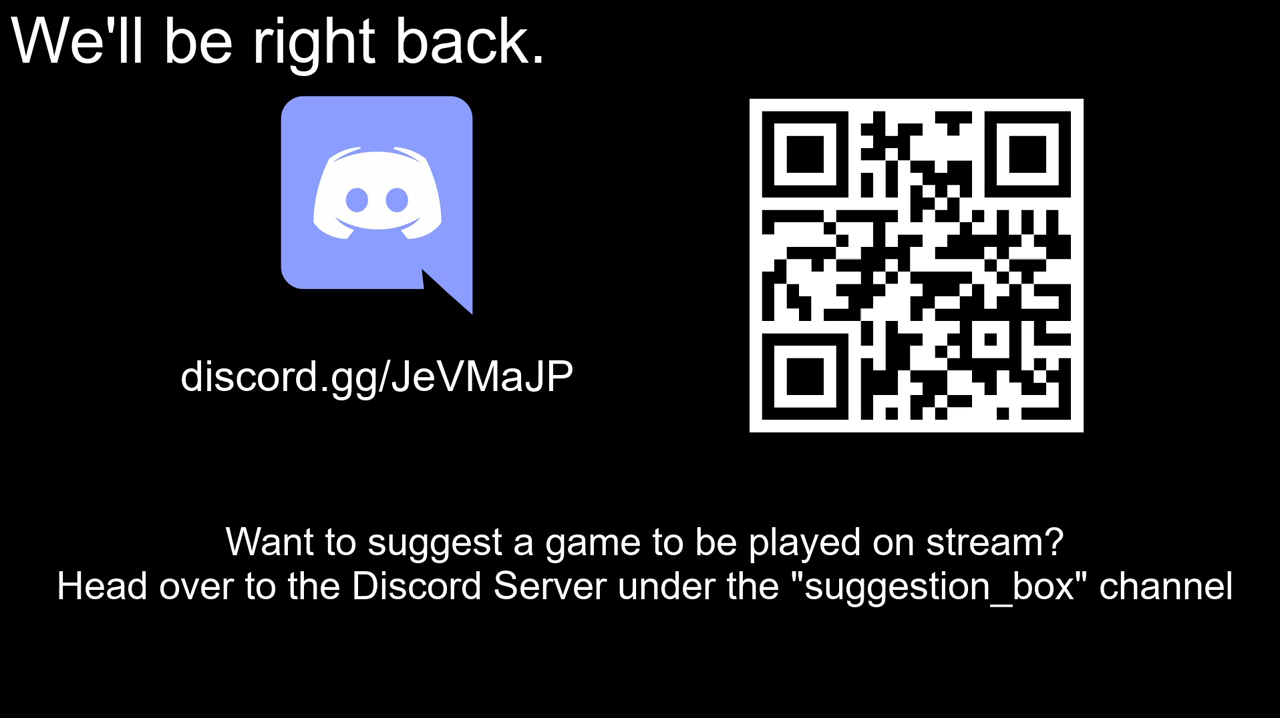 We'll be right back.
discord.gg/JeVMaJP
Want to suggest a game to be played on stream?
Head over to the Discord Server under the "suggestion_box" channel